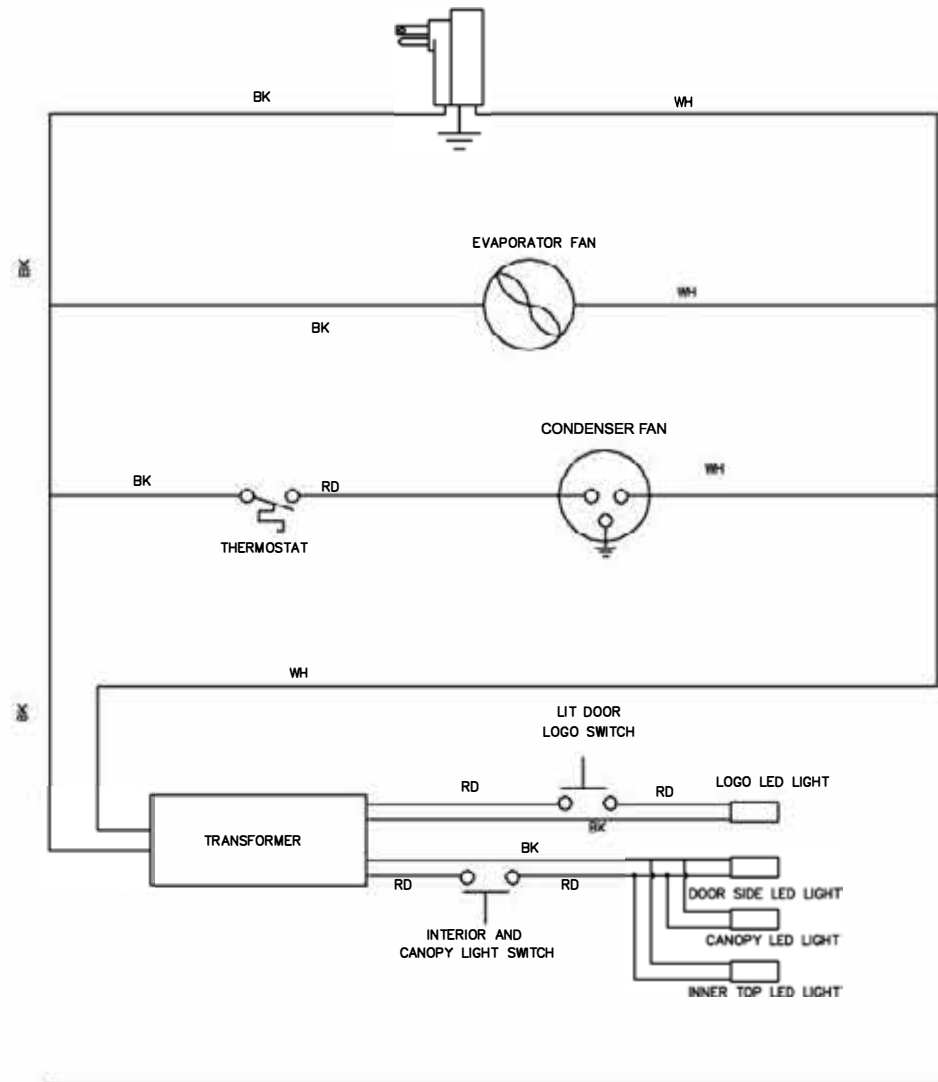 BK
WH
EVAPORATOR FAN
BK
WH
BK
CONDENSER FAN
BK
RD
WH
THERMOSTAT
WH
BK
LIT DOOR
LOGO SWITCH
RD
RD
LOGO LED LIGHT
BK
TRANSFORMER
BK
RD
RD
DOOR SIDE LED LIGHT
INTERIOR AND
CANOPY LIGHT SWITCH
CANOPY LED LIGHT
INNER TOP LED LIGHT